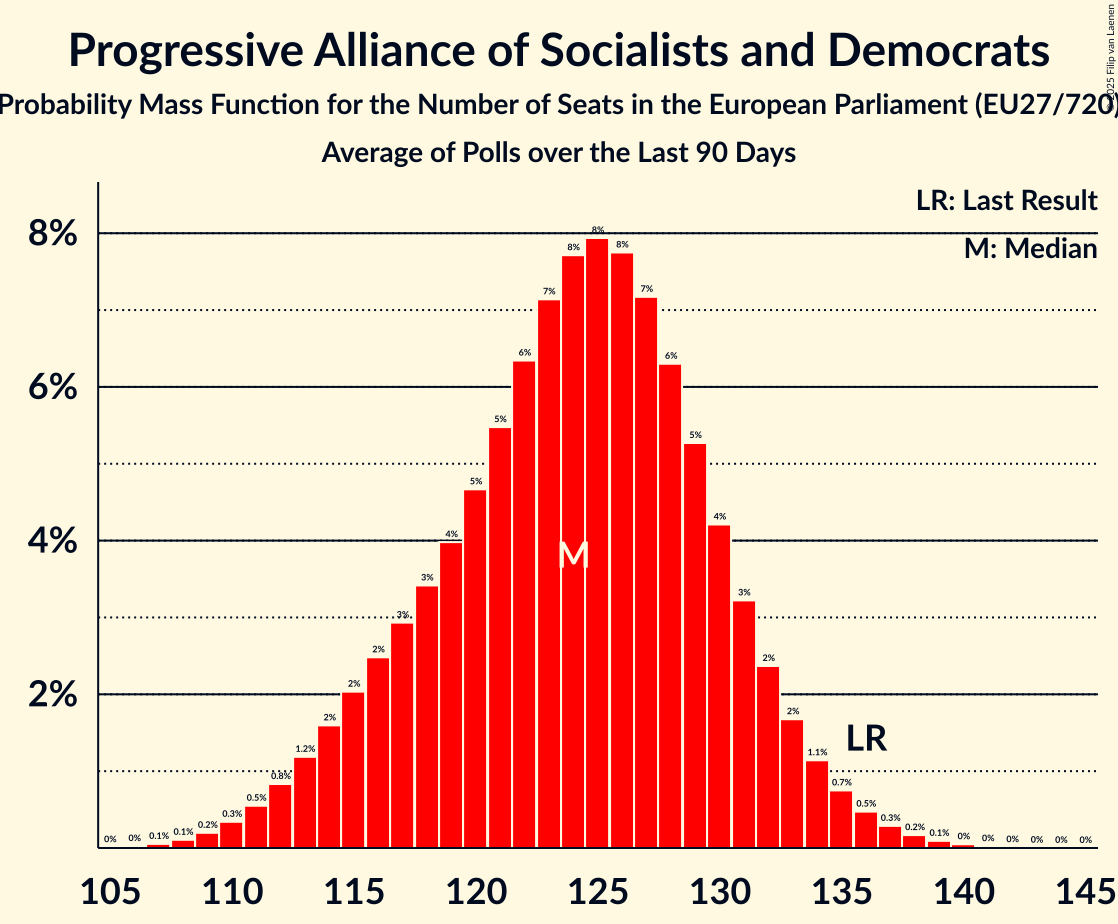 Progressive Alliance of Socialists and Democrats
Probability Mass Function for the Number of Seats in the European Parliament (EU27/720)
Average of Polls over the Last 90 Days
© 2025 Filip van Laenen
LR: Last Result
M: Median
8%
6%
4%
2%
0% 0% 0.1% 0.1% 0.2% 0.3% 0.5% 0.8% 1.2% 2% 2% 2% 3% 3% 4% 5% 5% 6% 7% 8% 8% 8% 7% 6% 5% 4% 3% 2% 2% 1.1% 0.7% 0.5% 0.3% 0.2% 0.1% 0% 0% 0% 0% 0% 0%
M
LR
105 110 115 120 125 130 135 140 145